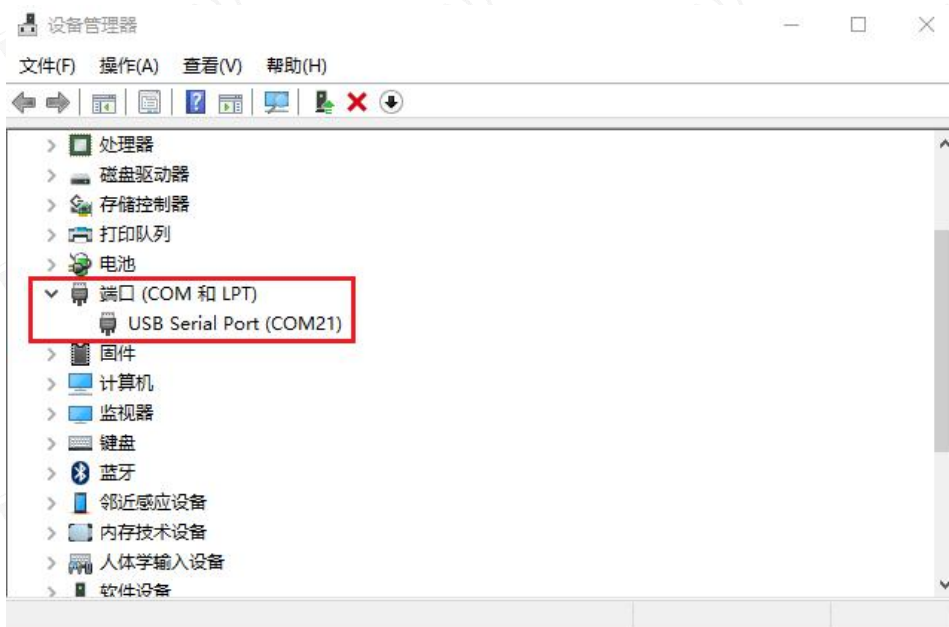 设备管理器
文件(F) 操作(A) 查看(V) 帮助(H)
处理器
磁盘驱动器
存储控制器
打印队列
电池
端口 (COM 和 LPT)
USB Serial Port (COM21)
固件
计算机
监视器
键盘
蓝牙
邻近感应设备
内存技术设备
人体学输入设备
软件设备